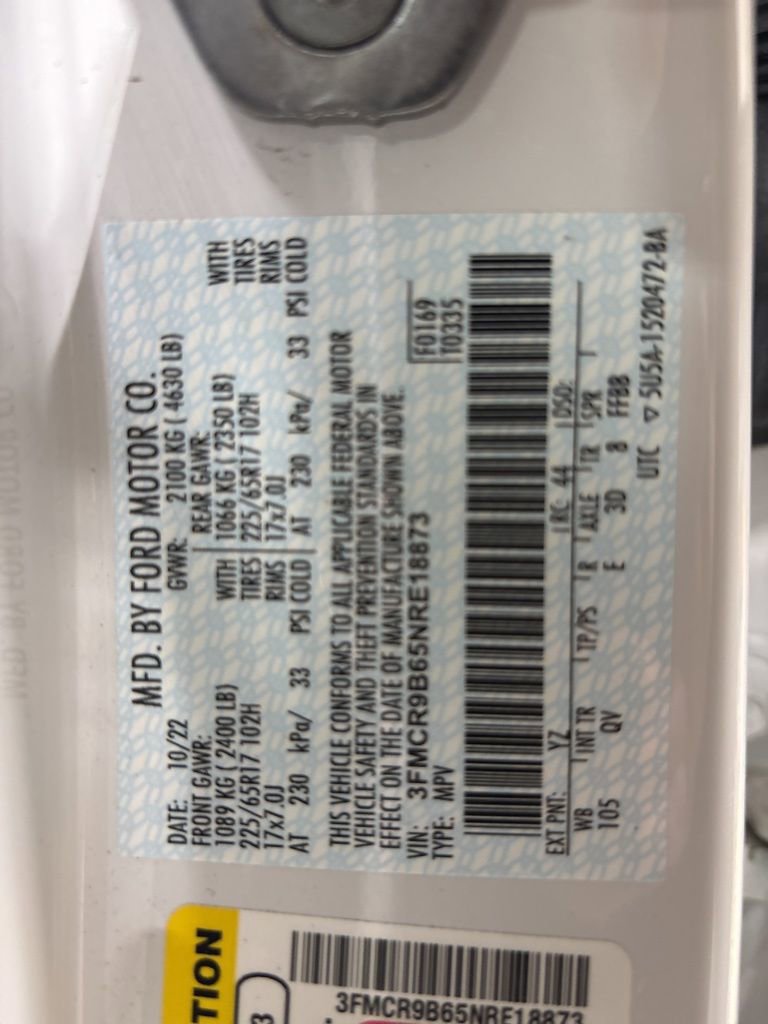 MFD. BY FORD MOTOR CO.
DATE: 10/22 GVWR: 2100 KG ( 4630 LB)
FRONT GAWR: REAR GAWR:
1089 KG ( 2400 LB) WITH 1066 KG ( 2350 LB) WITH
225/65R17 102H TIRES 225/65R17 102H TIRES
17x7.0J RIMS 17x7.0J RIMS
AT 230 kPa/ 33 PSI COLD AT 230 kPa/ 33 PSI COLD
THIS VEHICLE CONFORMS TO ALL APPLICABLE FEDERAL MOTOR
VEHICLE SAFETY AND THEFT PREVENTION STANDARDS IN
EFFECT ON THE DATE OF MANUFACTURE SHOWN ABOVE.
VIN: 3FMCR9B65NRE18873 F0169
TYPE: MPV T0335
EXT PNT: YZ RC: 44 DSO:
WB INT TR TP/PS R AXLE TR SPR
105 QV E 3D 8 FFBB
UTC ▽ 5U5A-1520472-BA
TION
3
3FMCR9B65NRE18873